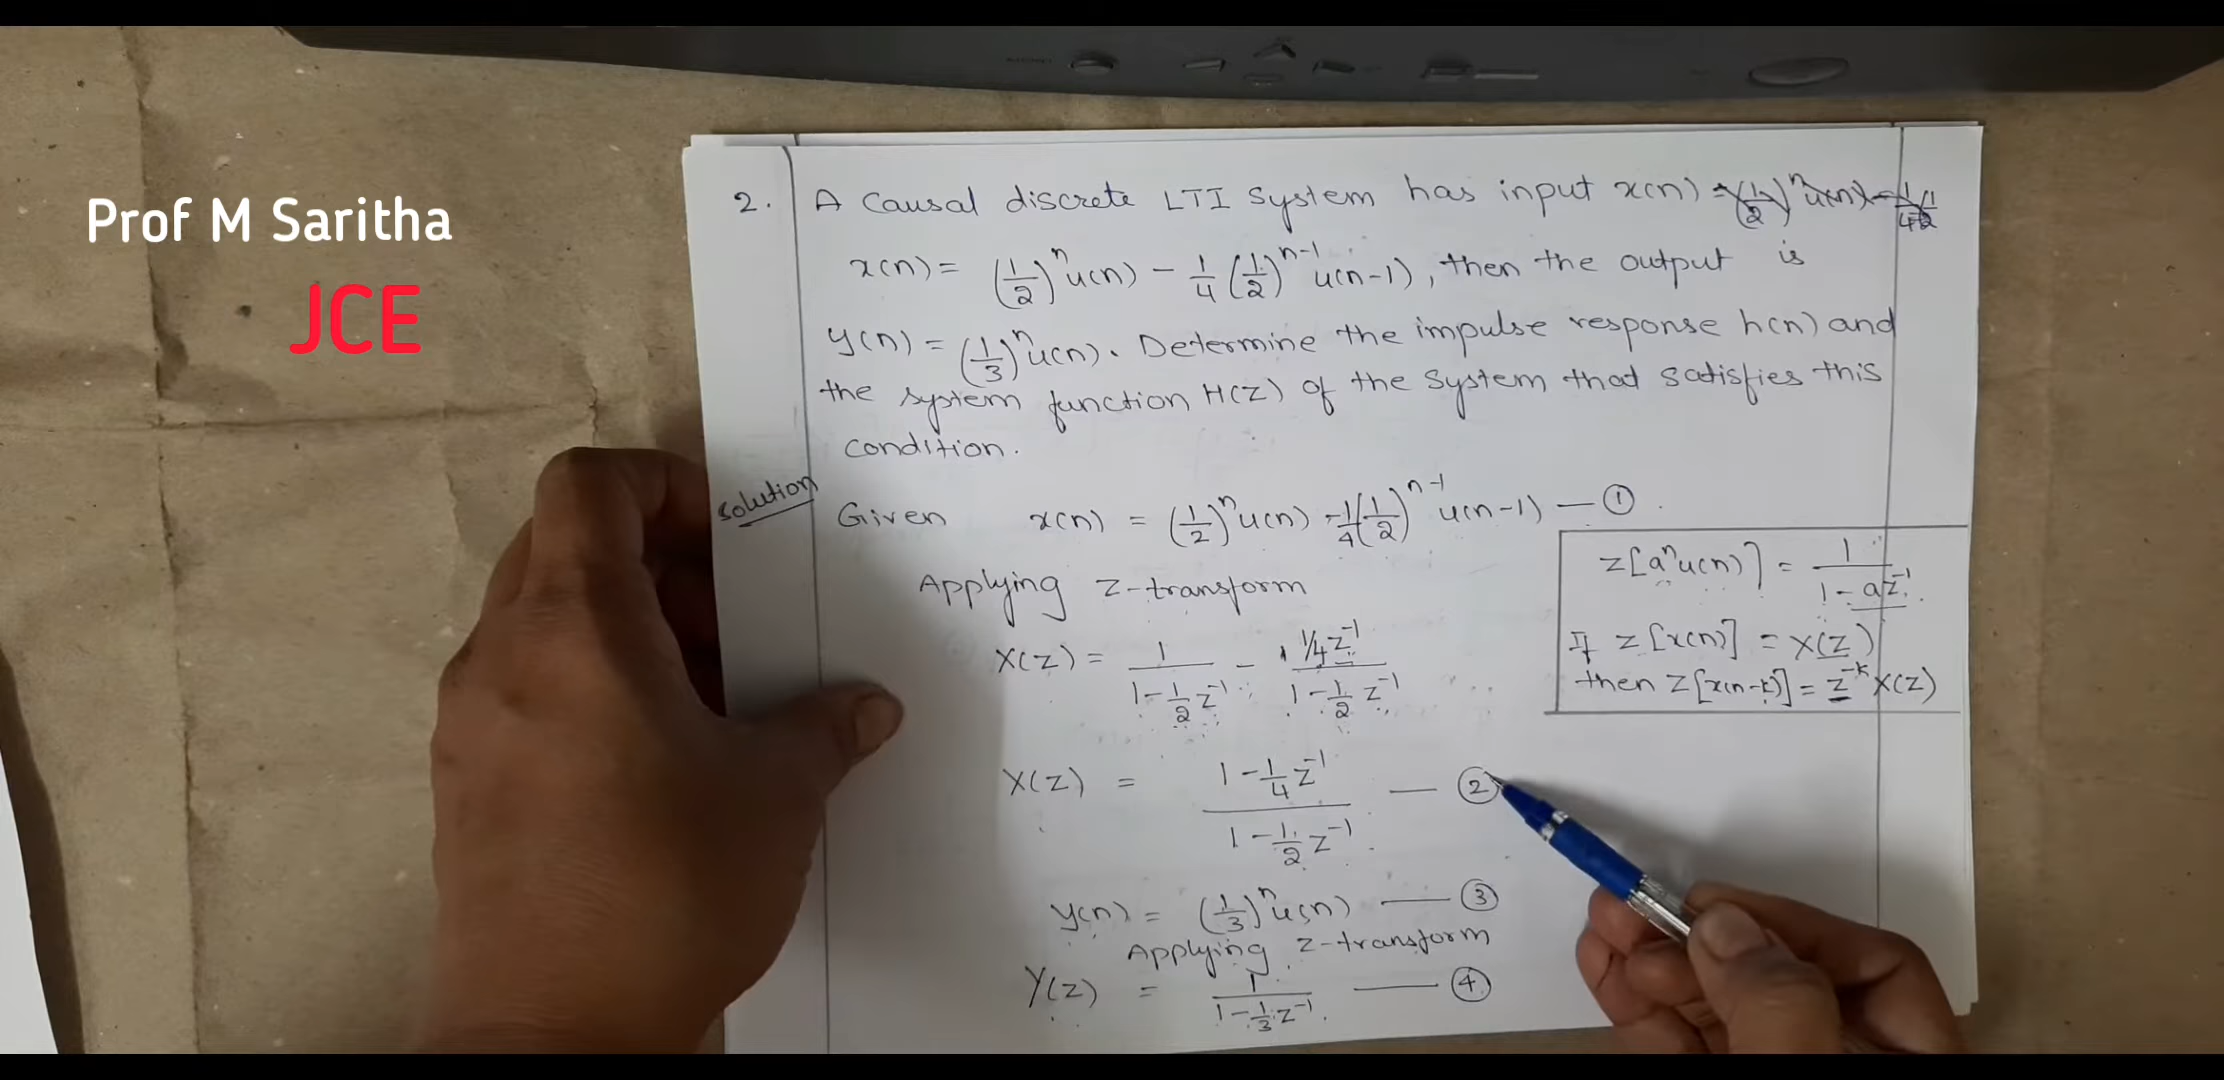 Prof M Saritha
JCE
2. A Causal discrete LTI System has input x(n) = (1/2)^n u(n) - 1/4 (1/2
x(n) = (1/2)^n u(n) - 1/4 (1/2)^{n-1} u(n-1), then the output is
y(n) = (1/3)^n u(n). Determine the impulse response h(n) and
the system function H(z) of the system that satisfies this
condition.
Solution
Given x(n) = (1/2)^n u(n) - 1/4 (1/2)^{n-1} u(n-1) — ①
Applying z-transform
z[a^n u(n)] = 1/(1 - az^{-1})
If z[x(n)] = X(z)
then z[x(n-k)] = z^{-k} X(z)
X(z) = 1/(1 - 1/2 z^{-1}) - (1/4 z^{-1})/(1 - 1/2 z^{-1})
X(z) = (1 - 1/4 z^{-1})/(1 - 1/2 z^{-1}) — ②
y(n) = (1/3)^n u(n) — ③
Applying z-transform
Y(z) = 1/(1 - 1/3 z^{-1}) — ④